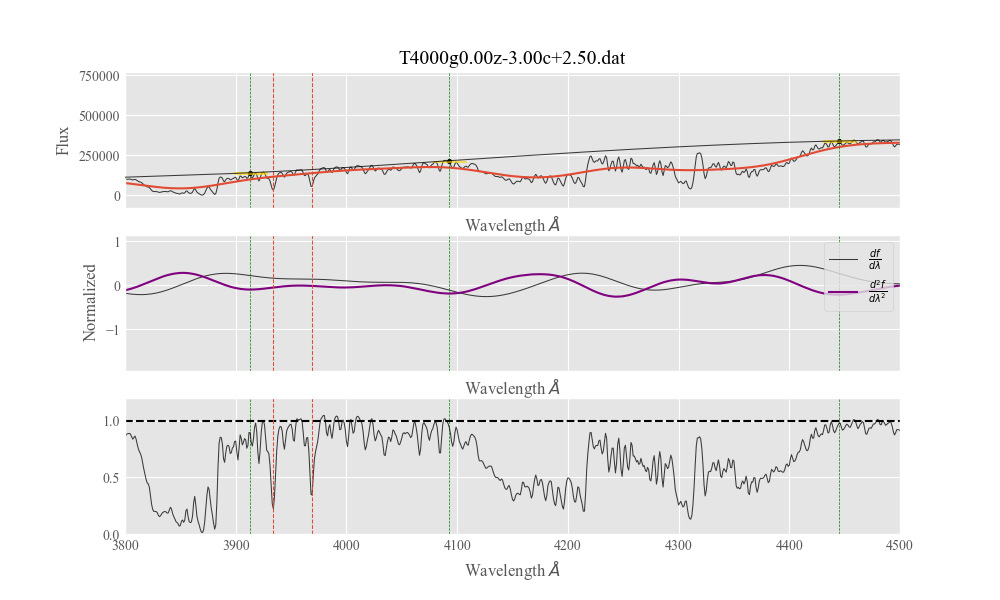 T4000g0.00z-3.00c+2.50.dat
750000
500000
250000
0
Flux
Wavelength Å
1
0
−1
Normalized
df
dλ
d²f
dλ²
Wavelength Å
1.0
0.5
0.0
3800 3900 4000 4100 4200 4300 4400 4500
Wavelength Å